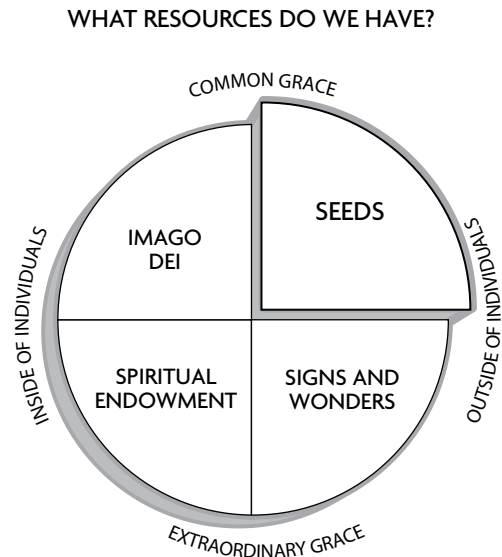 WHAT RESOURCES DO WE HAVE?
COMMON GRACE
SEEDS
IMAGO
DEI
INSIDE OF INDIVIDUALS
OUTSIDE OF INDIVIDUALS
SPIRITUAL
ENDOWMENT
SIGNS AND
WONDERS
EXTRAORDINARY GRACE